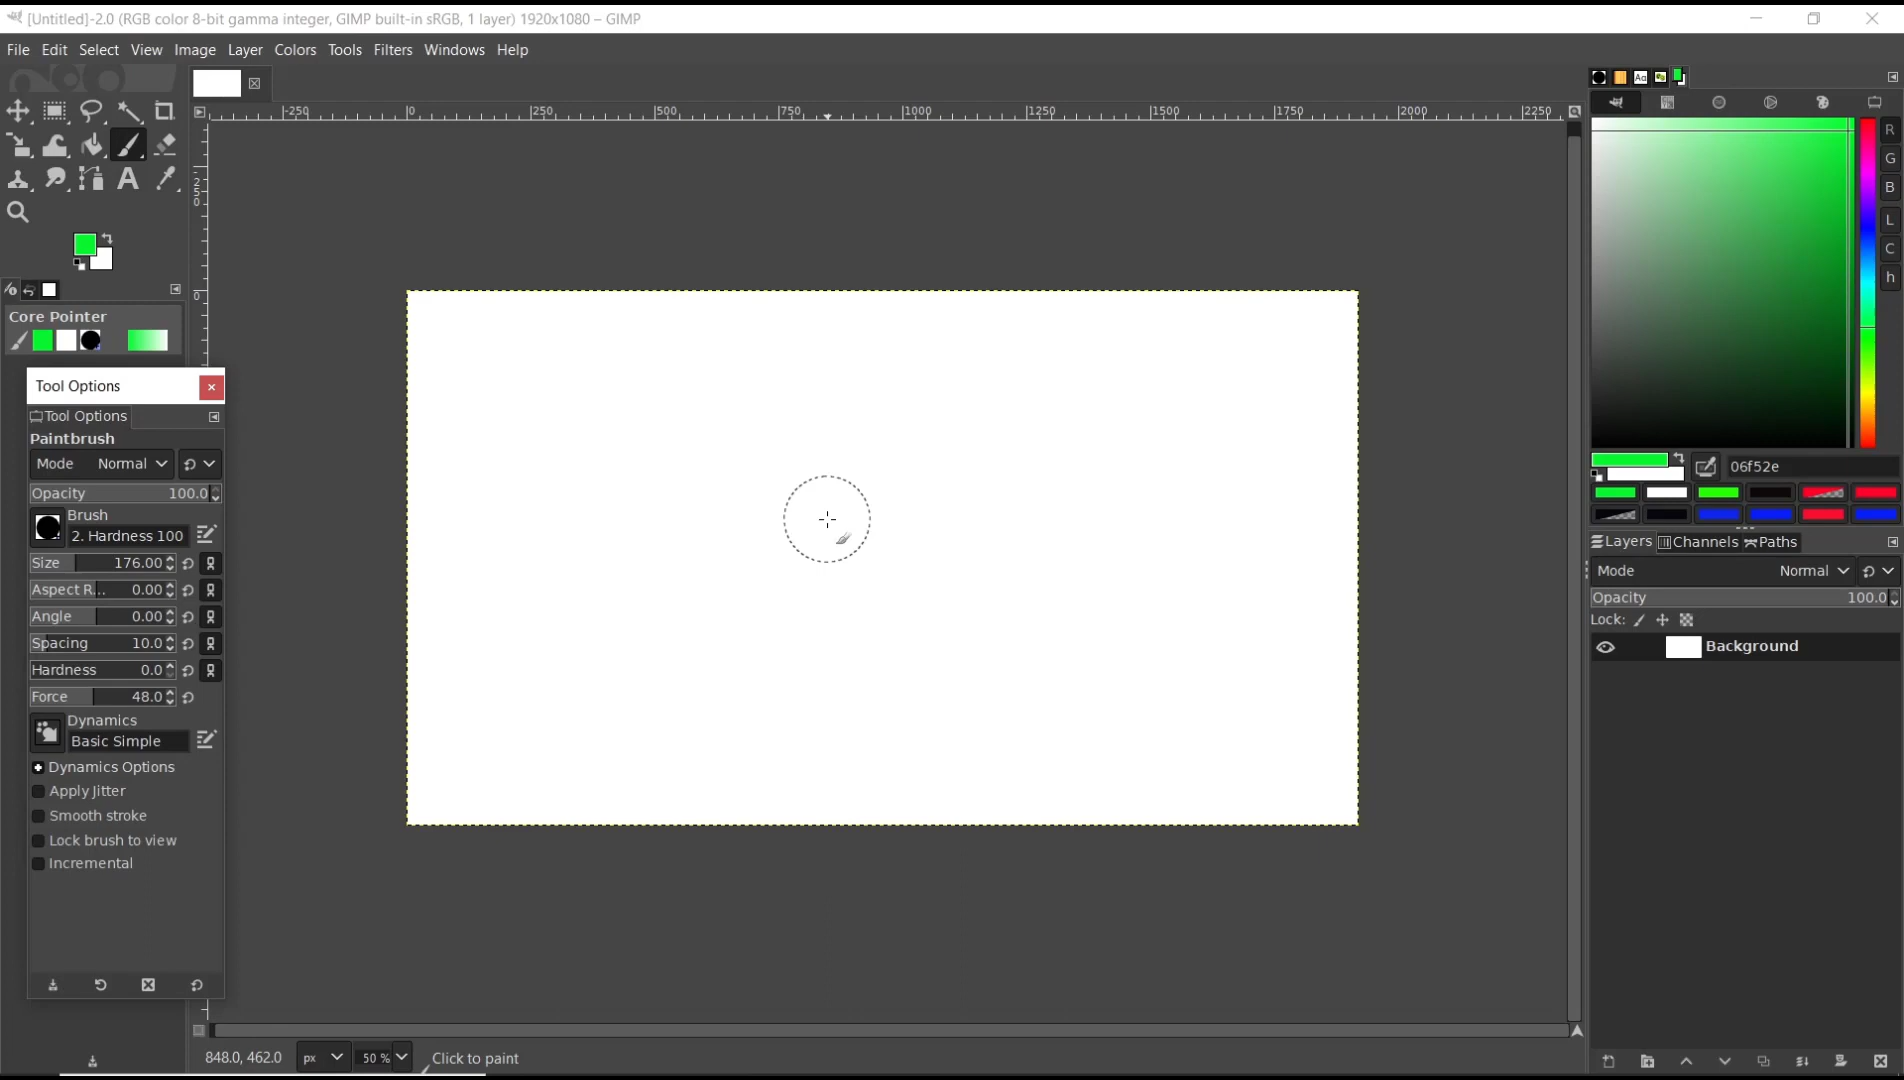 [Untitled]-2.0 (RGB color 8-bit gamma integer, GIMP built-in sRGB, 1 layer) 1920x1080 – GIMP
File Edit Select View Image Layer Colors Tools Filters Windows Help
-250 0 250 500 750 1000 1250 1500 1750 2000 2250
-250
0
Aa
R
G
B
L
C
h
Core Pointer
Tool Options
Tool Options
Paintbrush
Mode Normal
Opacity 100.0
Brush
2. Hardness 100
Size 176.00
Aspect R... 0.00
Angle 0.00
Spacing 10.0
Hardness 0.0
Force 48.0
Dynamics
Basic Simple
Dynamics Options
Apply Jitter
Smooth stroke
Lock brush to view
Incremental
06f52e
Layers Channels Paths
Mode Normal
Opacity 100.0
Lock:
Background
848.0, 462.0 px 50 % Click to paint